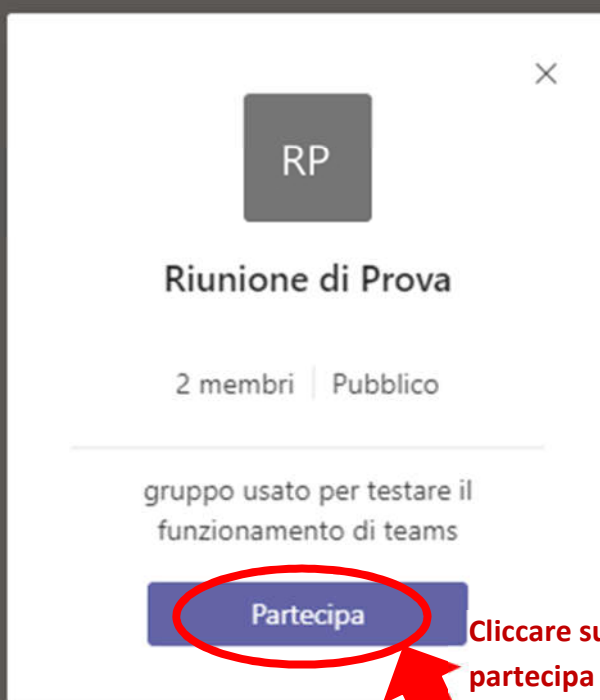 RP
Riunione di Prova
2 membri | Pubblico
gruppo usato per testare il
funzionamento di teams
Partecipa
Cliccare su
partecipa